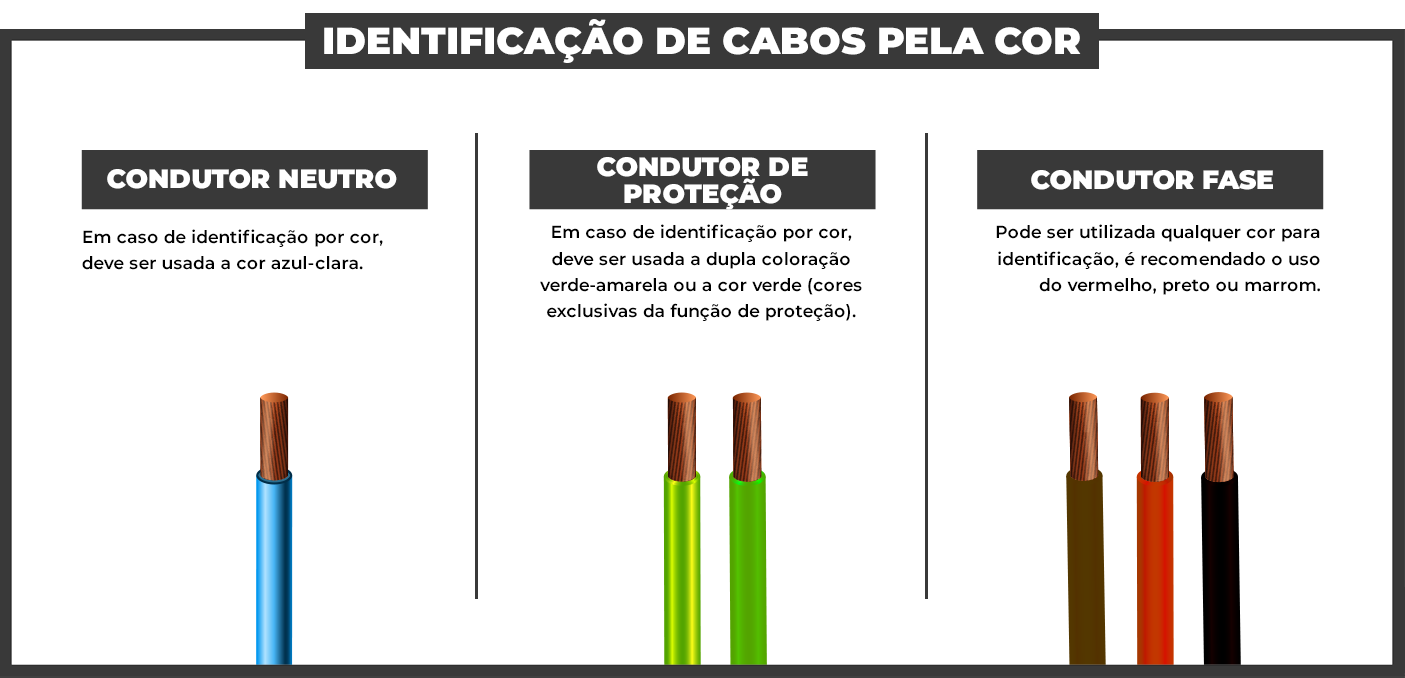 IDENTIFICAÇÃO DE CABOS PELA COR
CONDUTOR NEUTRO
Em caso de identificação por cor,
deve ser usada a cor azul-clara.
CONDUTOR DE
PROTEÇÃO
Em caso de identificação por cor,
deve ser usada a dupla coloração
verde-amarela ou a cor verde (cores
exclusivas da função de proteção).
CONDUTOR FASE
Pode ser utilizada qualquer cor para
identificação, é recomendado o uso
do vermelho, preto ou marrom.